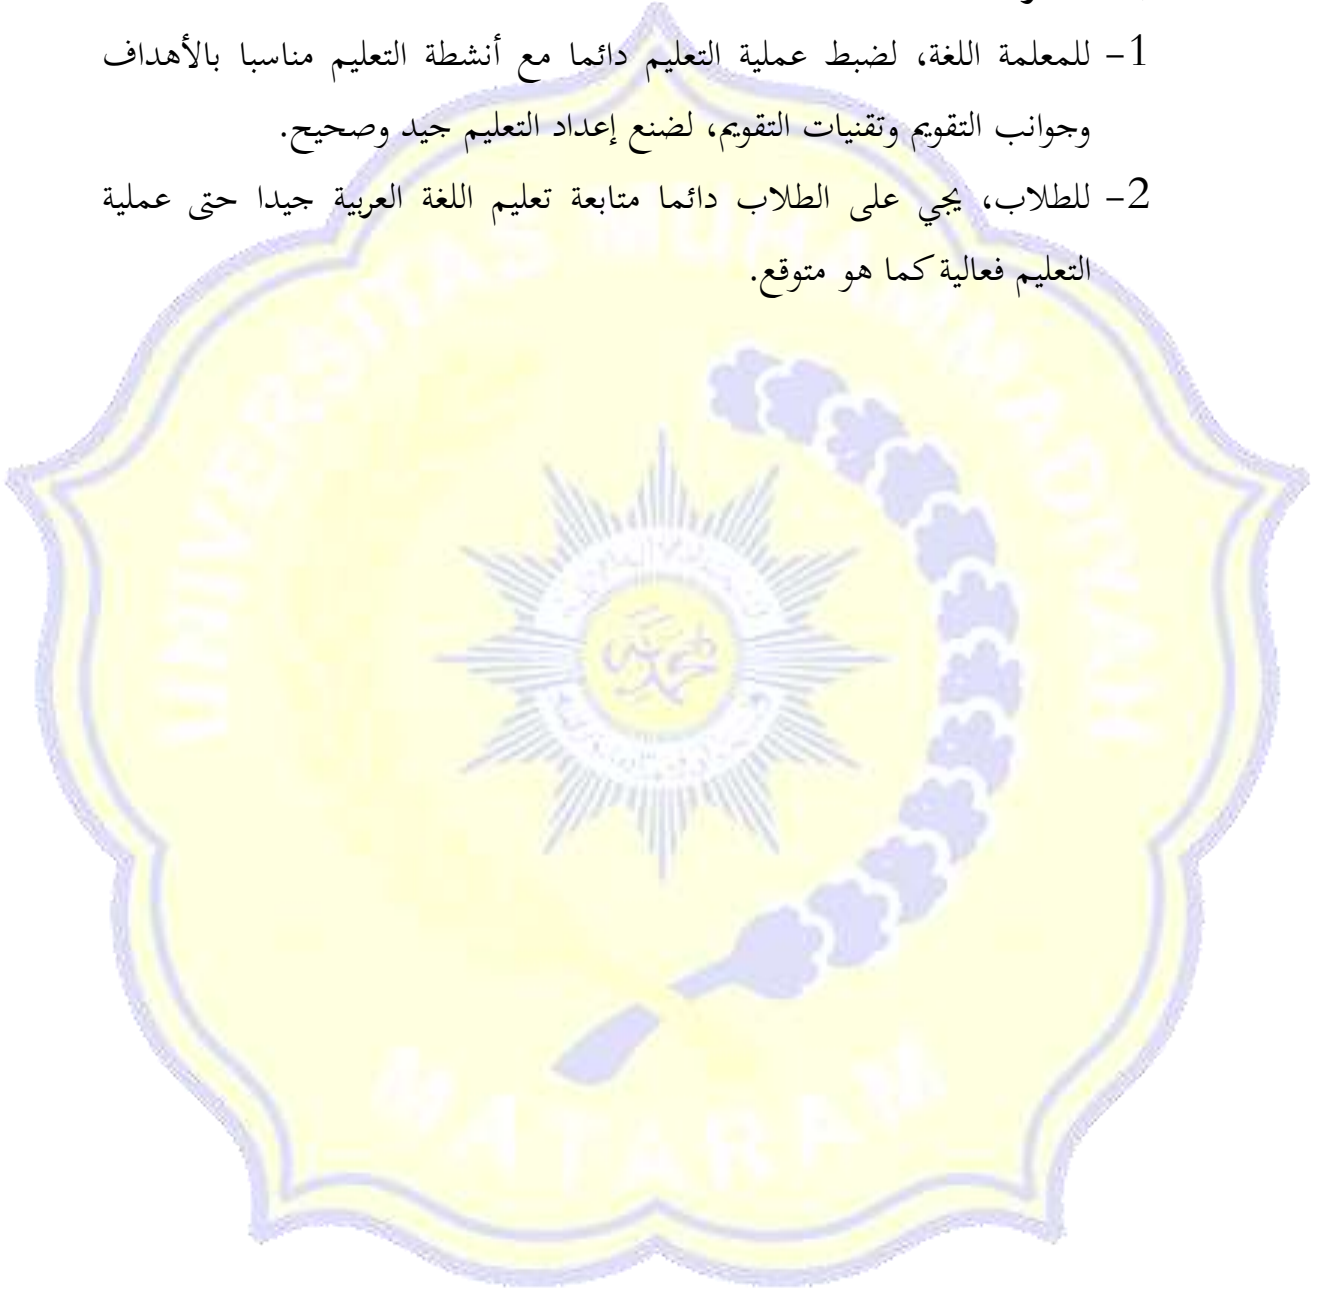 1- للمعلمة اللغة، لضبط عملية التعليم دائما مع أنشطة التعليم مناسبا بالأهداف
وجوانب التقويم وتقنيات التقويم، لضنع إعداد التعليم جيد وصحيح.
2- للطلاب، يجي على الطلاب دائما متابعة تعليم اللغة العربية جيدا حتى عملية
التعليم فعالية كما هو متوقع.
UNIVERSITAS MUHAMMADIYAH
MATARAM